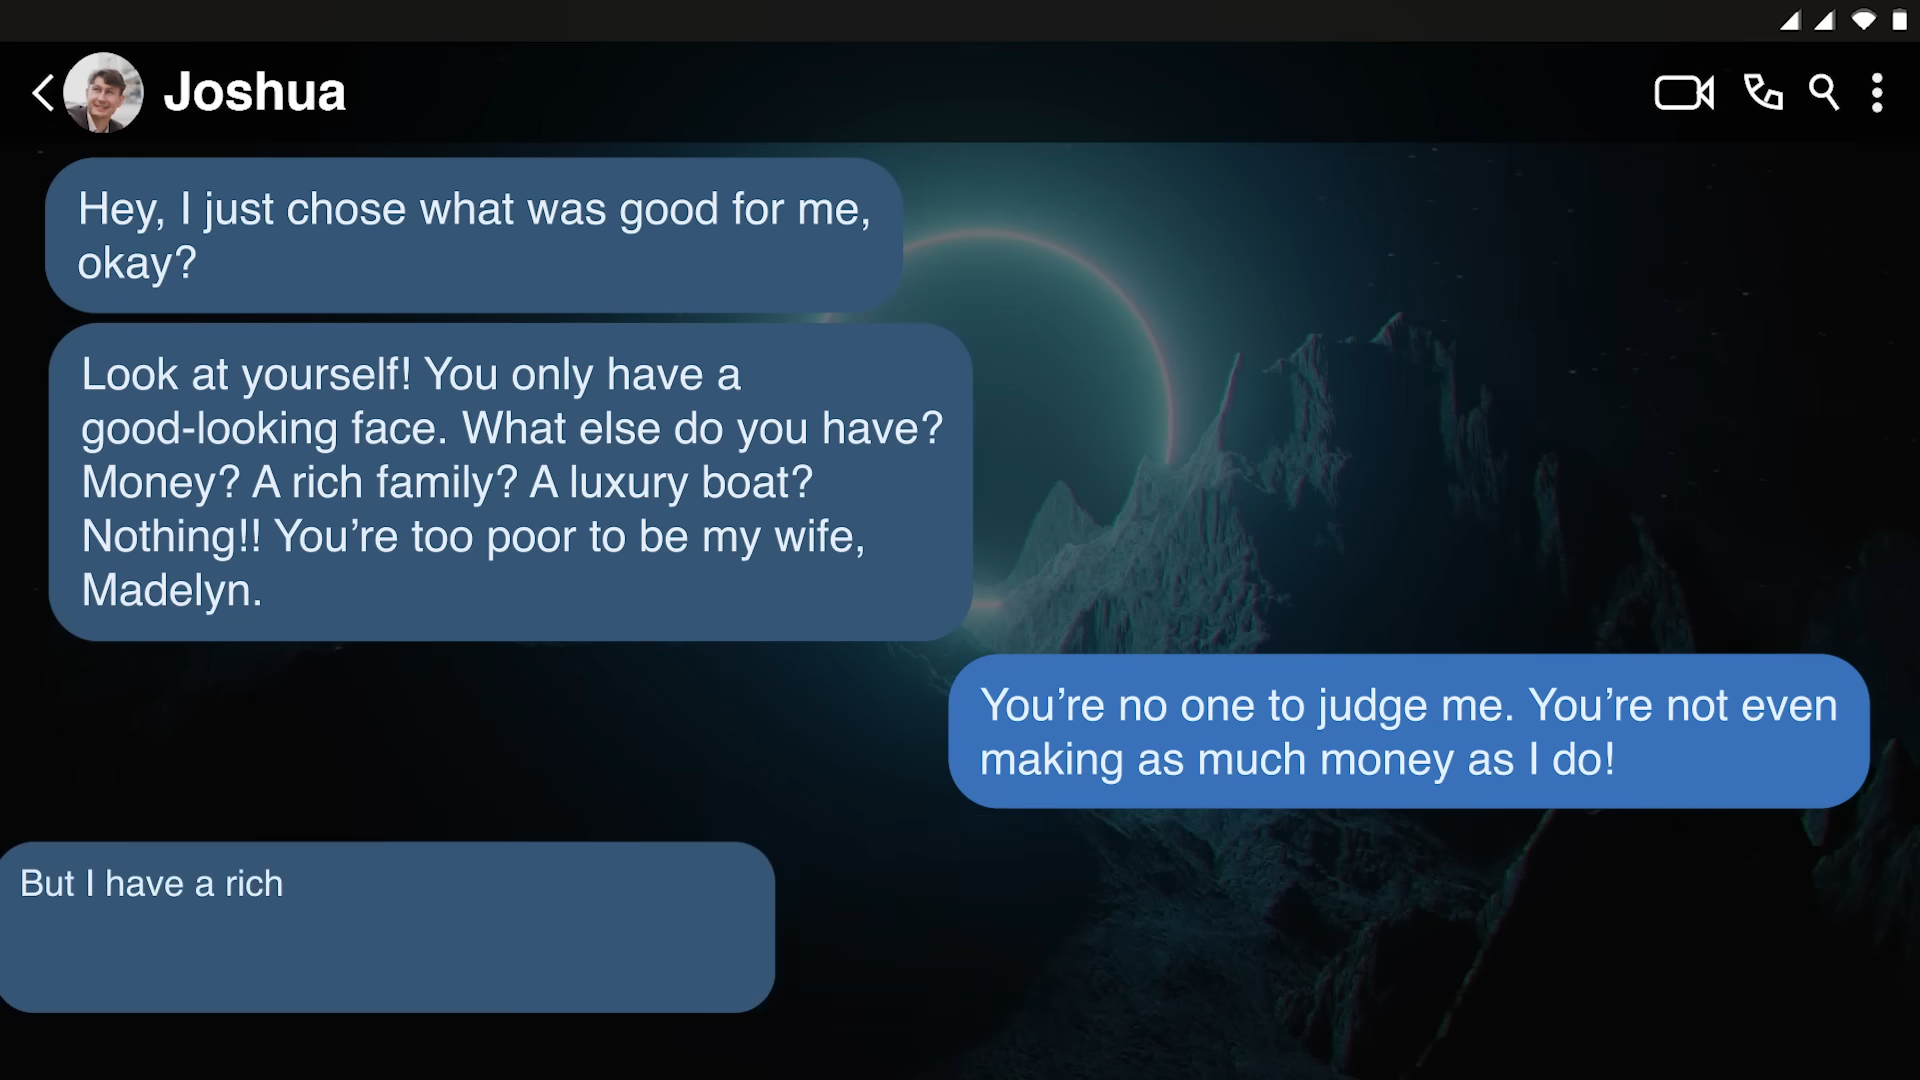 Joshua
Hey, I just chose what was good for me,
okay?
Look at yourself! You only have a
good-looking face. What else do you have?
Money? A rich family? A luxury boat?
Nothing!! You’re too poor to be my wife,
Madelyn.
You’re no one to judge me. You’re not even
making as much money as I do!
But I have a rich